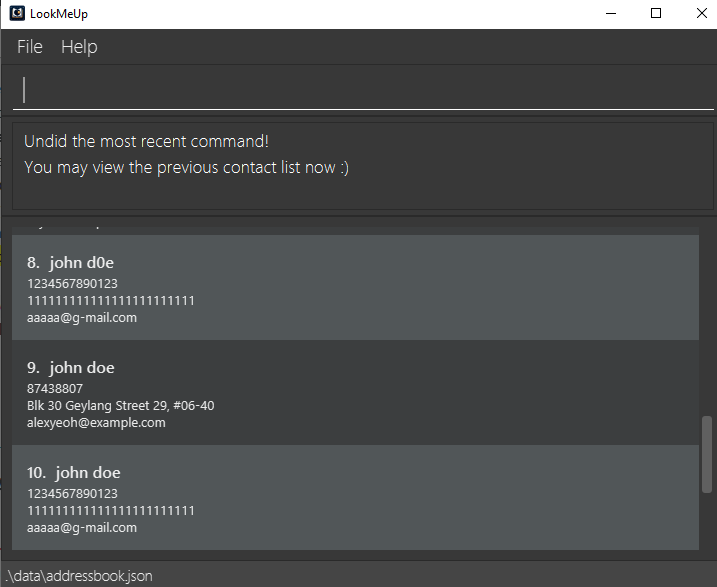 LookMeUp
File Help
Undid the most recent command!
You may view the previous contact list now :)
8. john d0e
1234567890123
1111111111111111111111111
aaaaa@g-mail.com
9. john doe
87438807
Blk 30 Geylang Street 29, #06-40
alexyeoh@example.com
10. john doe
1234567890123
1111111111111111111111111
aaaaa@g-mail.com
.\data\addressbook.json